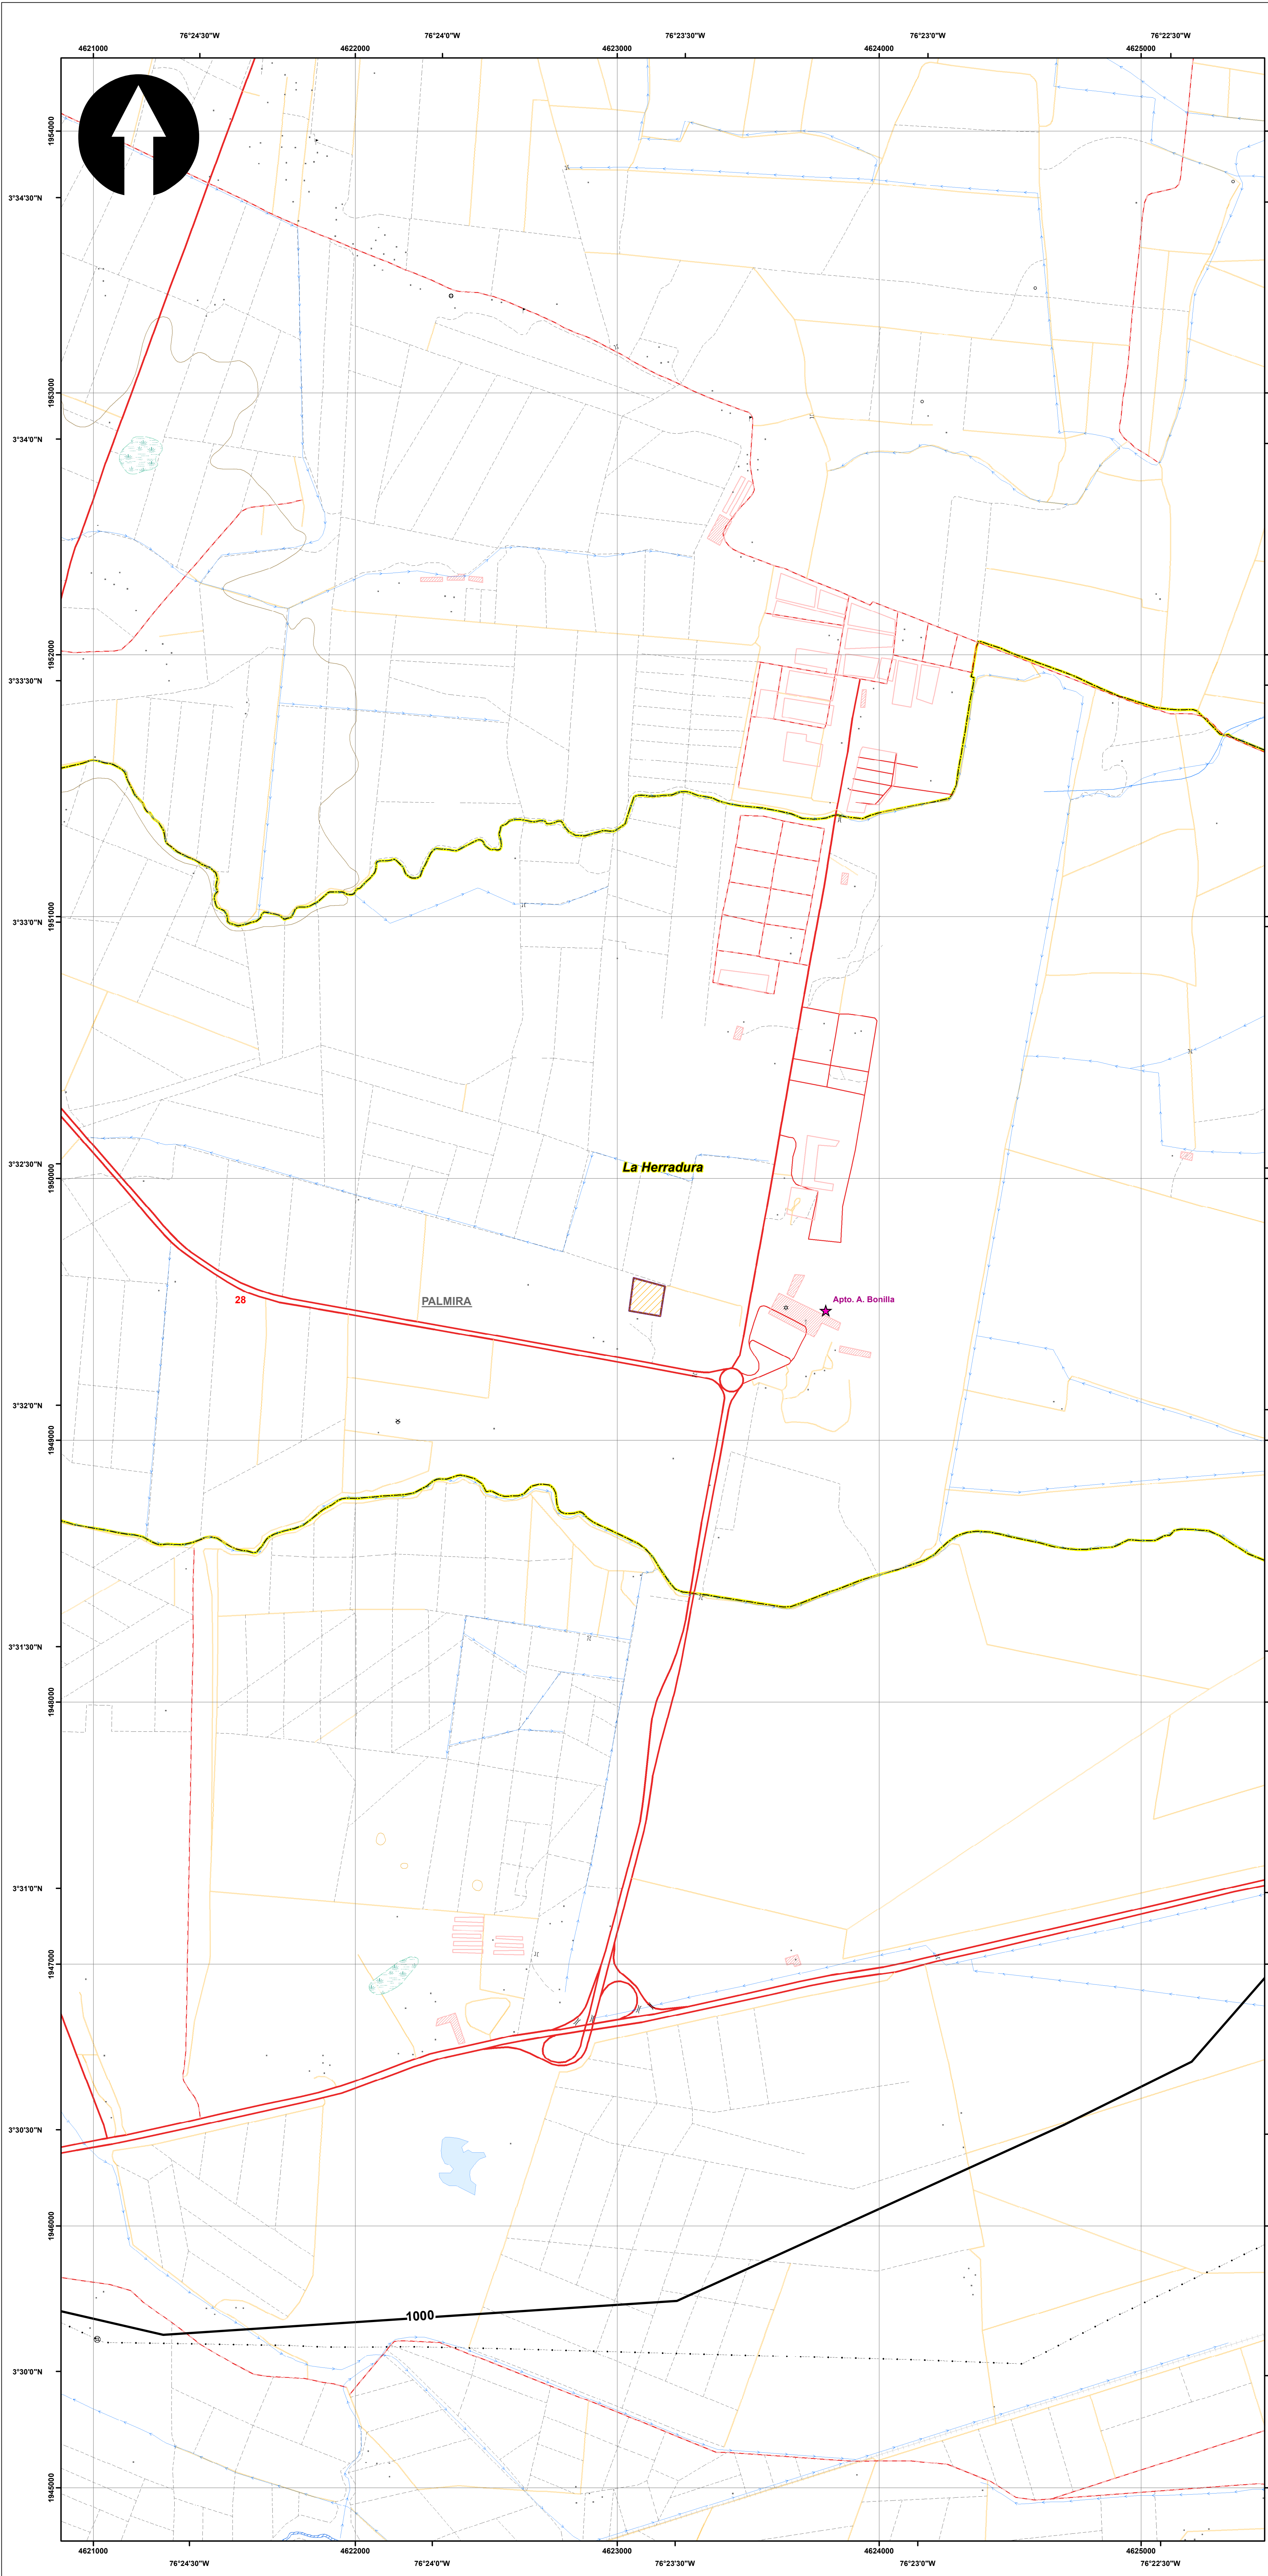 76°24'30"W 76°24'0"W 76°23'30"W 76°23'0"W 76°22'30"W
4621000 4622000 4623000 4624000 4625000
1954000
3°34'30"N
1953000
3°34'0"N
1952000
3°33'30"N
1951000
3°33'0"N
3°32'30"N
La Herradura
1950000
28
PALMIRA
Apto. A. Bonilla
3°32'0"N
1949000
3°31'30"N
1948000
3°31'0"N
1947000
3°30'30"N
1946000
1000
3°30'0"N
1945000
4621000 4622000 4623000 4624000 4625000
76°24'30"W 76°24'0"W 76°23'30"W 76°23'0"W 76°22'30"W